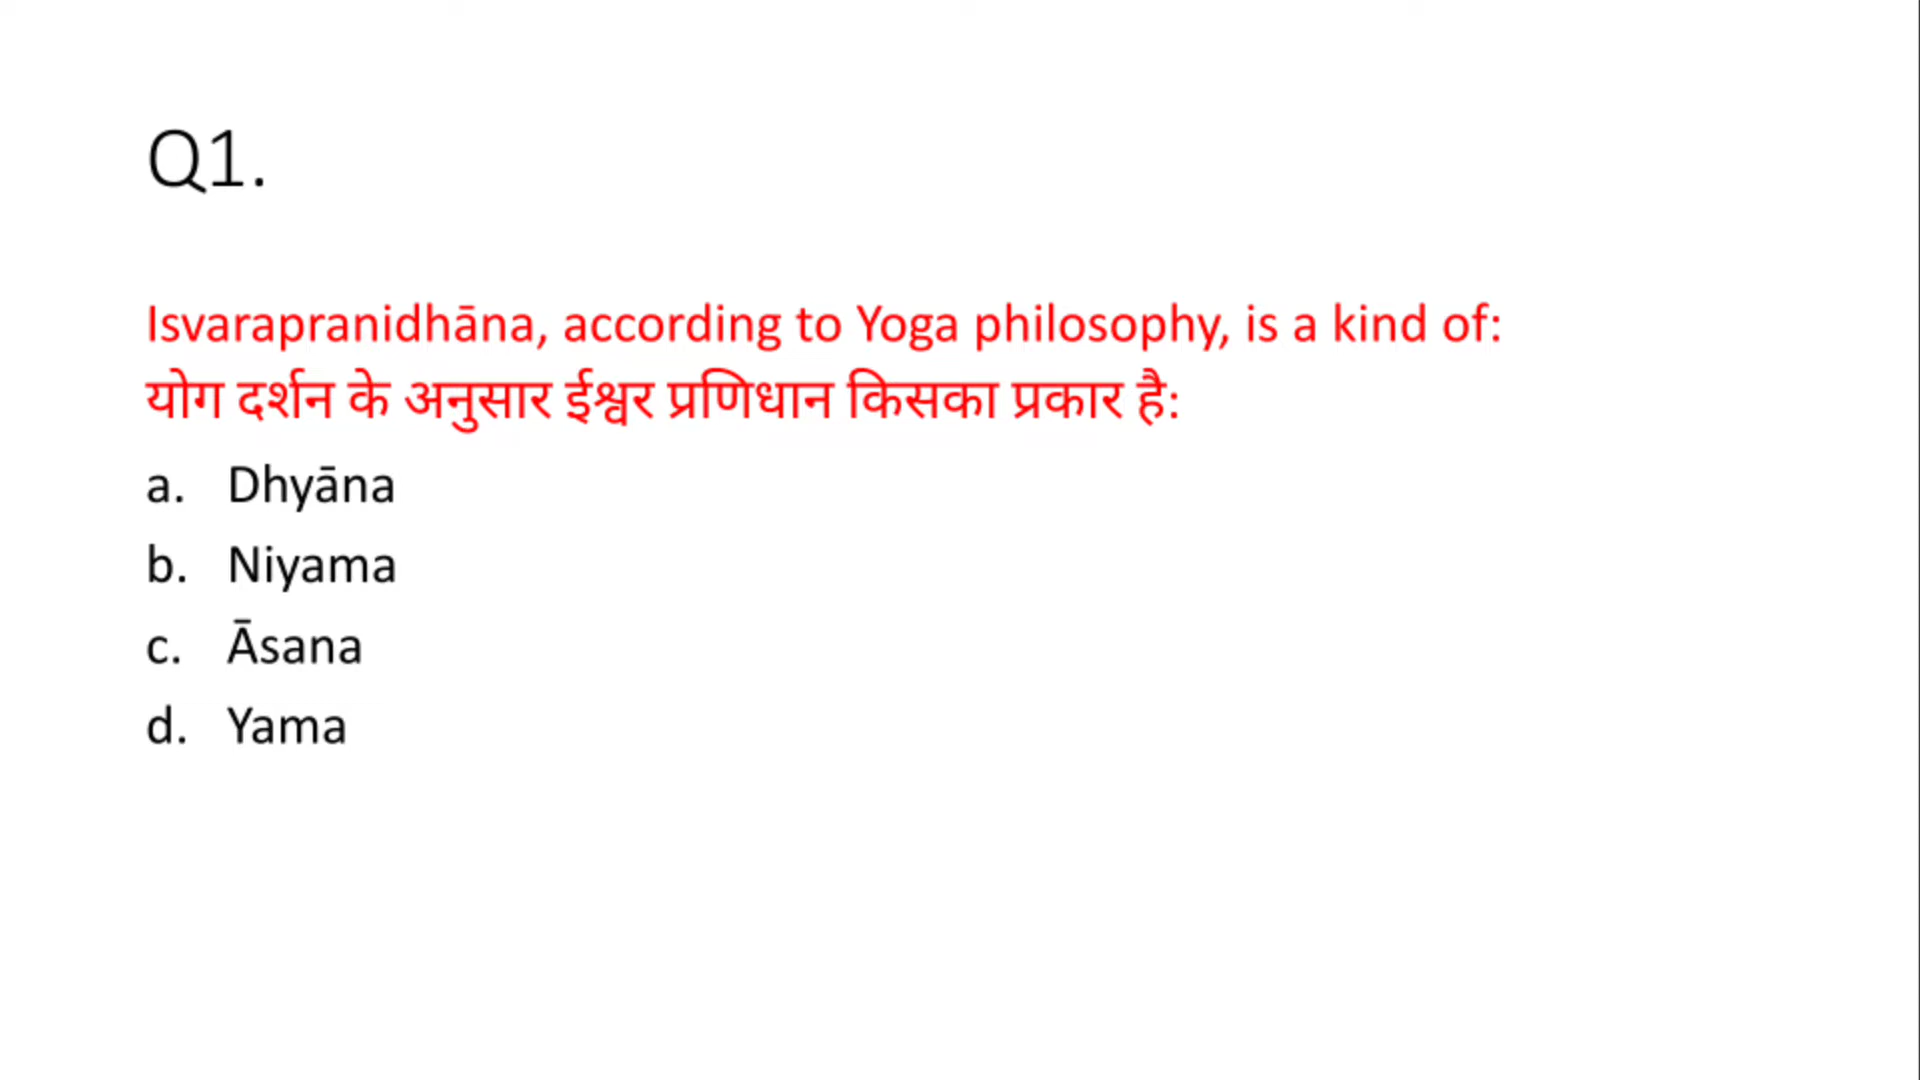 Q1.
Isvarapranidhāna, according to Yoga philosophy, is a kind of:
योग दर्शन के अनुसार ईश्वर प्रणिधान किसका प्रकार है:
a. Dhyāna
b. Niyama
c. Āsana
d. Yama